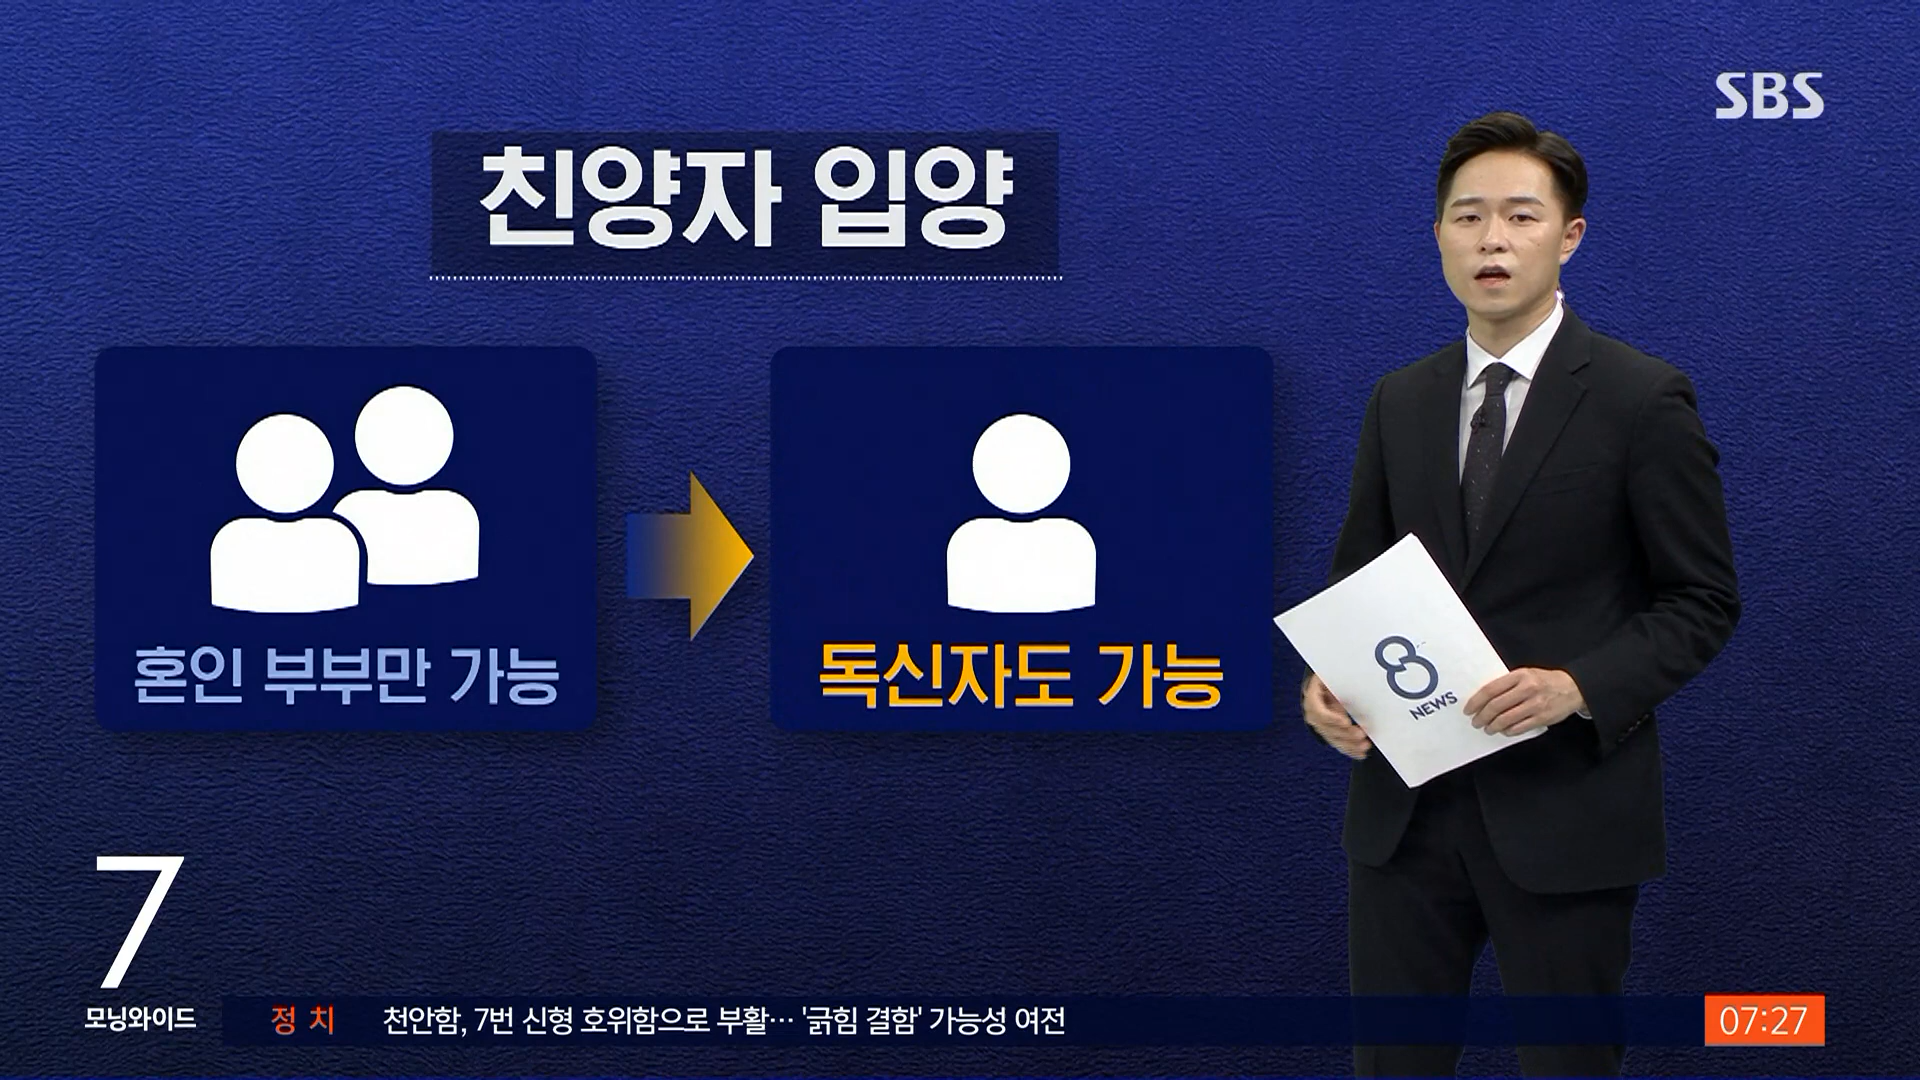 SBS
친양자 입양
혼인 부부만 가능
독신자도 가능
8
NEWS
7
모닝와이드
정 치
천안함, 7번 신형 호위함으로 부활… '긁힘 결함' 가능성 여전
07:27